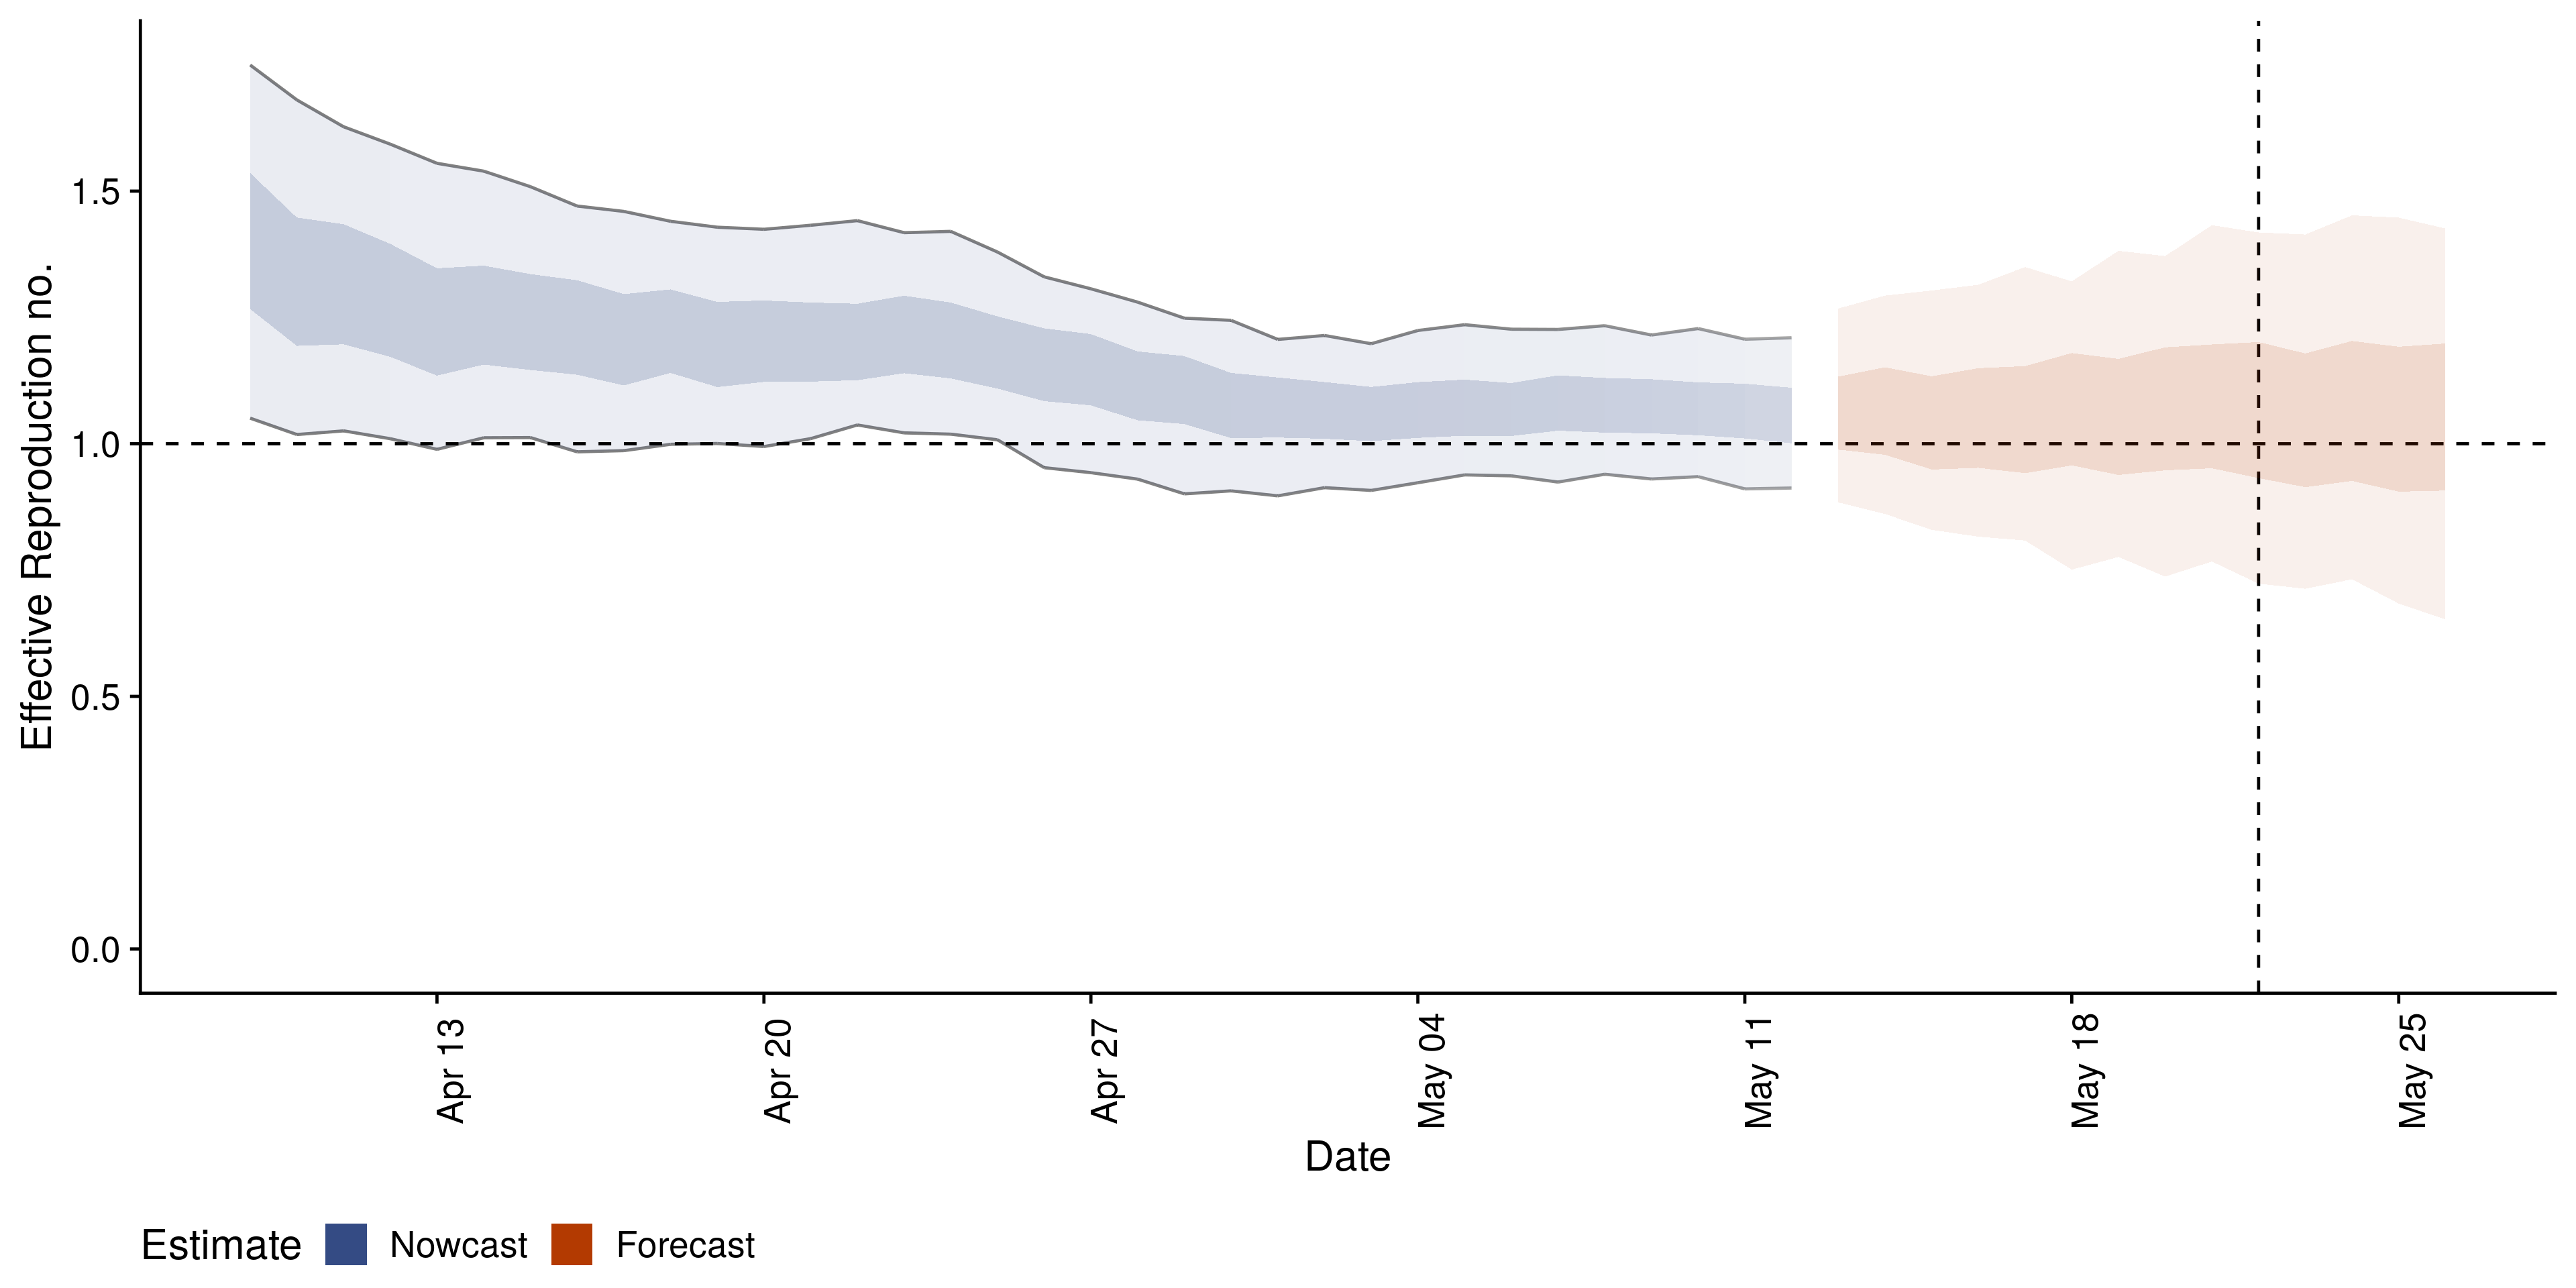 Effective Reproduction no.
1.5
1.0
0.5
0.0
Apr 13
Apr 20
Apr 27
May 04
May 11
May 18
May 25
Date
Estimate Nowcast Forecast